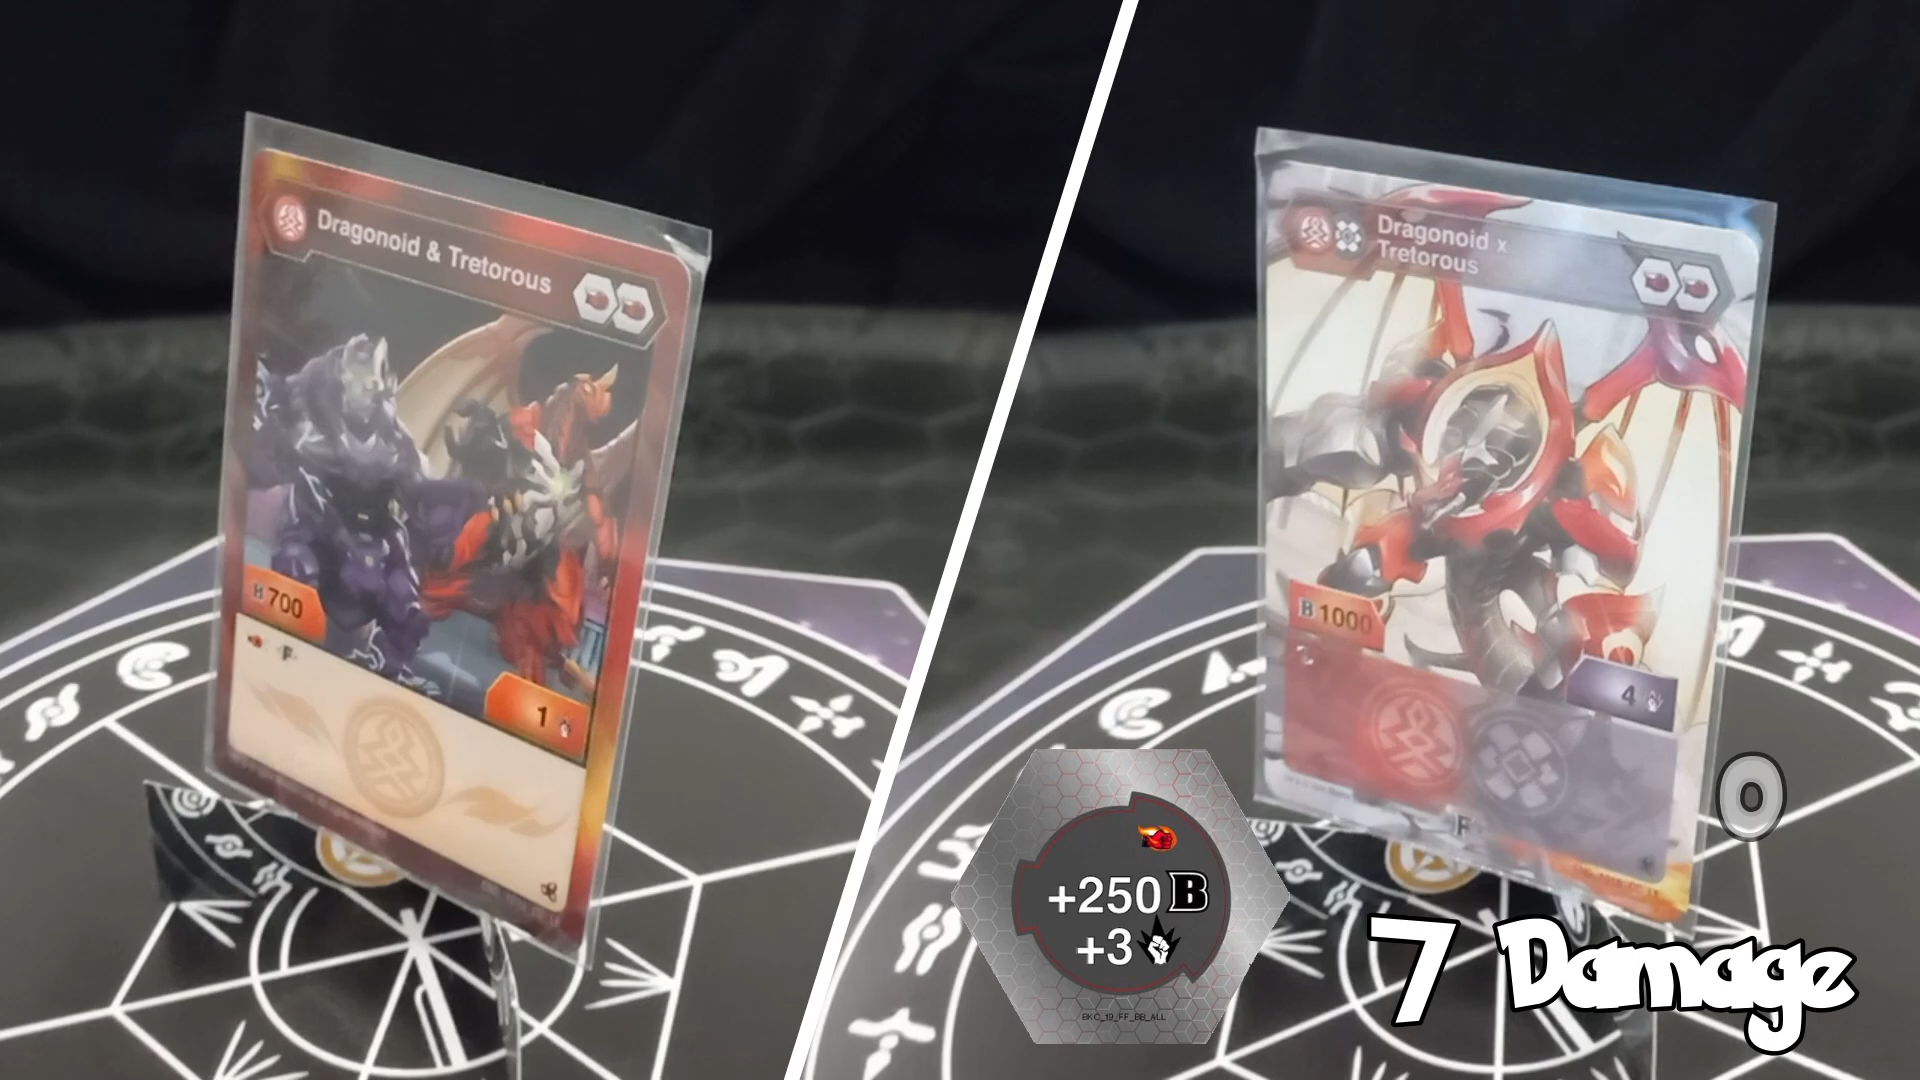 Dragonoid & Tretorous
B 700
F
1
Dragonoid x
Tretorous
B 1000
4
F
+250 B
+3
BKC_19_FF_BB_ALL
0
7 Damage